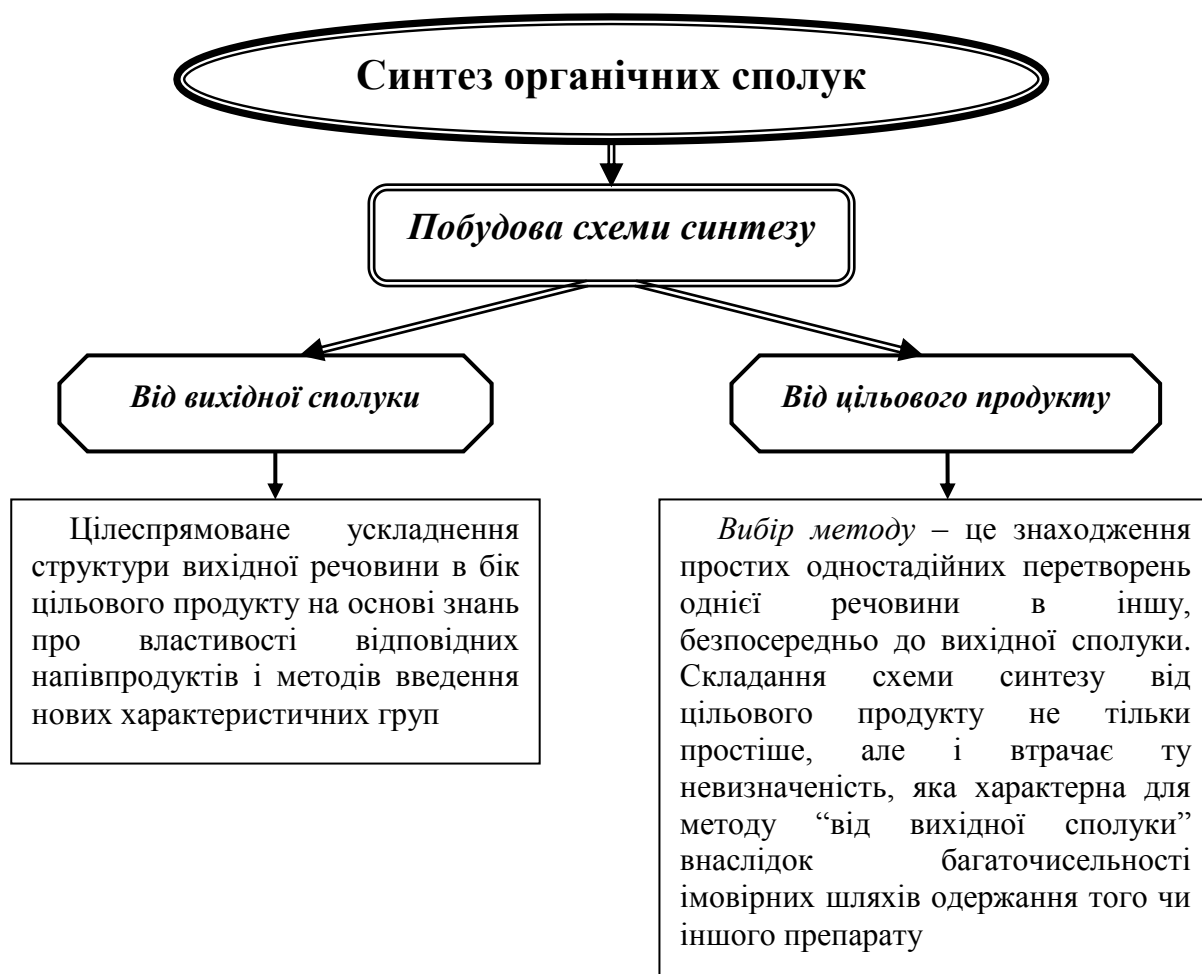 Синтез органічних сполук
Побудова схеми синтезу
Від вихідної сполуки
Від цільового продукту
Цілеспрямоване ускладнення
структури вихідної речовини в бік
цільового продукту на основі знань
про властивості відповідних
напівпродуктів і методів введення
нових характеристичних груп
Вибір методу – це знаходження
простих одностадійних перетворень
однієї речовини в іншу,
безпосередньо до вихідної сполуки.
Складання схеми синтезу від
цільового продукту не тільки
простіше, але і втрачає ту
невизначеність, яка характерна для
методу “від вихідної сполуки”
внаслідок багаточисельності
імовірних шляхів одержання того чи
іншого препарату